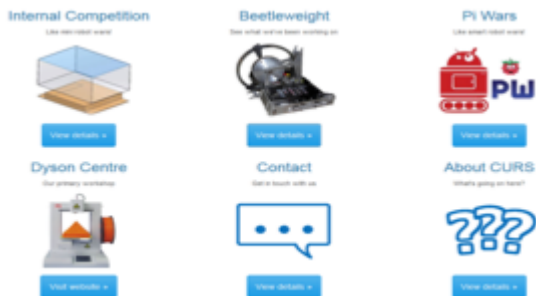 Internal Competition
Like mini robot wars!
View details »
Beetleweight
See what we've been working on
View details »
Pi Wars
Like smart robot wars!
PW
View details »
Dyson Centre
Our primary workshop
Visit website »
Contact
Get in touch with us
View details »
About CURS
What's going on here?
???
View details »